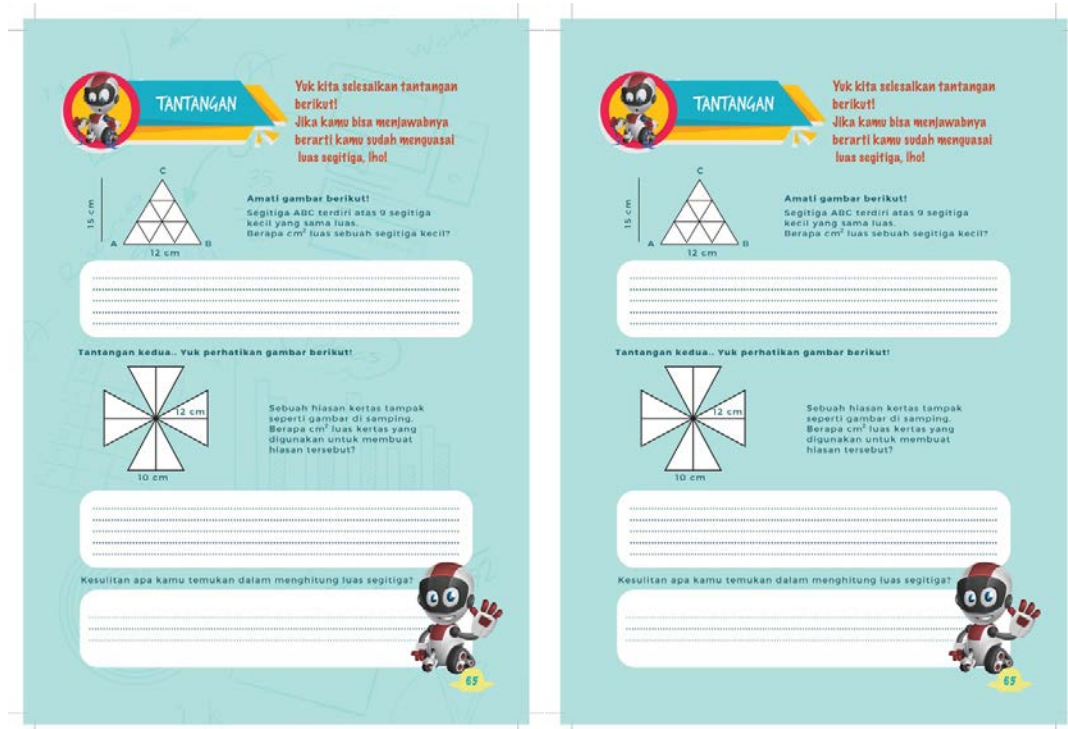 TANTANGAN
Yuk kita selesaikan tantangan
berikut!
Jika kamu bisa menjawabnya
berarti kamu sudah menguasai
luas segitiga, lho!
C
15 cm
A
B
12 cm
Amati gambar berikut!
Segitiga ABC terdiri atas 9 segitiga
kecil yang sama luas.
Berapa cm² luas sebuah segitiga kecil?
Tantangan kedua.. Yuk perhatikan gambar berikut!
12 cm
10 cm
Sebuah hiasan kertas tampak
seperti gambar di samping.
Berapa cm² luas kertas yang
digunakan untuk membuat
hiasan tersebut?
Kesulitan apa kamu temukan dalam menghitung luas segitiga?
65
TANTANGAN
Yuk kita selesaikan tantangan
berikut!
Jika kamu bisa menjawabnya
berarti kamu sudah menguasai
luas segitiga, lho!
C
15 cm
A
B
12 cm
Amati gambar berikut!
Segitiga ABC terdiri atas 9 segitiga
kecil yang sama luas.
Berapa cm² luas sebuah segitiga kecil?
Tantangan kedua.. Yuk perhatikan gambar berikut!
12 cm
10 cm
Sebuah hiasan kertas tampak
seperti gambar di samping.
Berapa cm² luas kertas yang
digunakan untuk membuat
hiasan tersebut?
Kesulitan apa kamu temukan dalam menghitung luas segitiga?
65